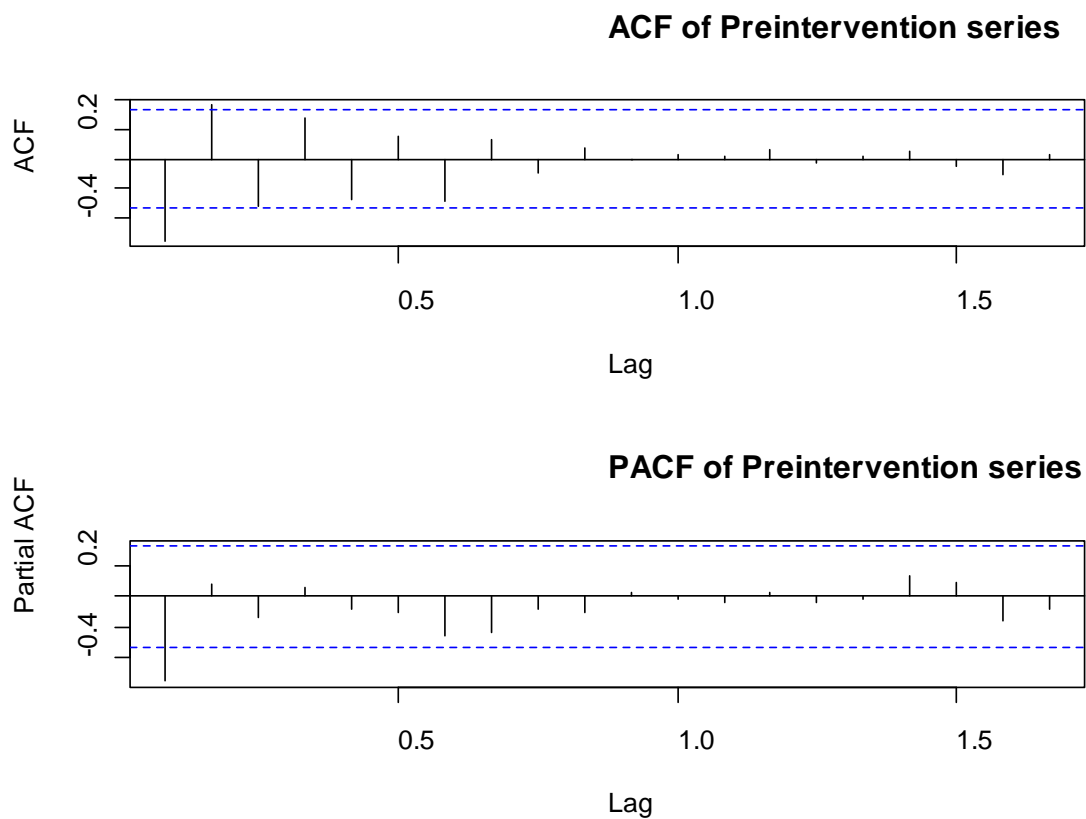 ACF of Preintervention series
ACF
0.2
-0.4
0.5 1.0 1.5
Lag
PACF of Preintervention series
Partial ACF
0.2
-0.4
0.5 1.0 1.5
Lag